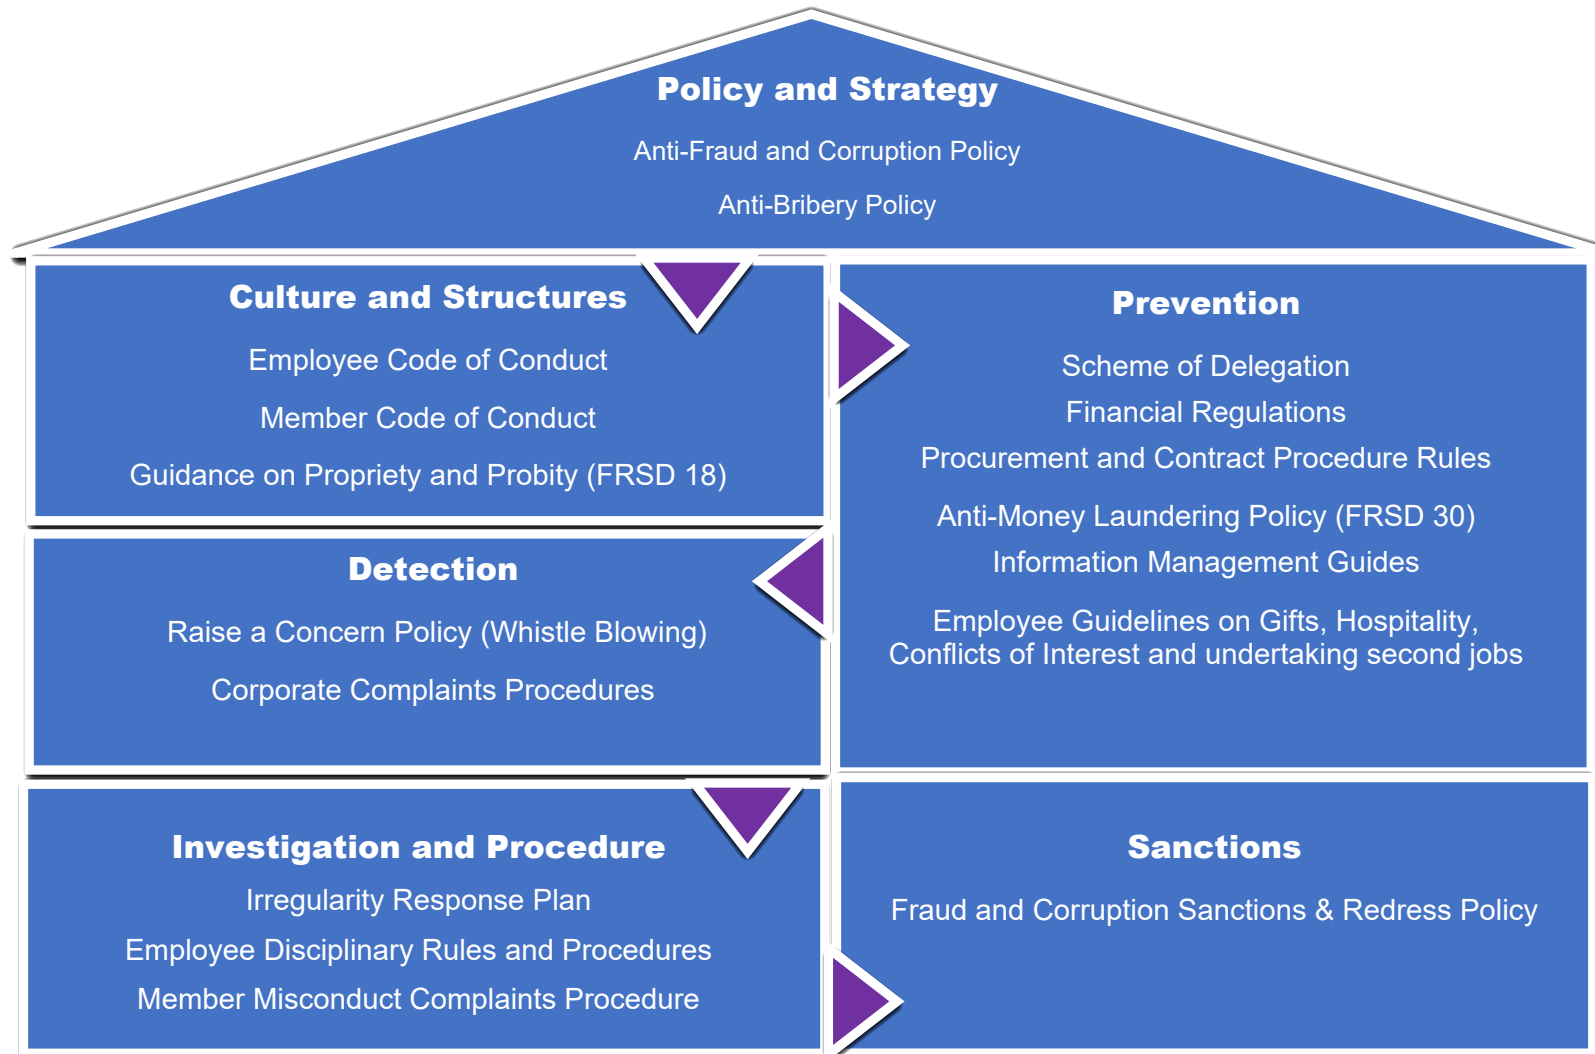 Policy and Strategy
Anti-Fraud and Corruption Policy
Anti-Bribery Policy
Culture and Structures
Employee Code of Conduct
Member Code of Conduct
Guidance on Propriety and Probity (FRSD 18)
Prevention
Scheme of Delegation
Financial Regulations
Procurement and Contract Procedure Rules
Anti-Money Laundering Policy (FRSD 30)
Information Management Guides
Employee Guidelines on Gifts, Hospitality,
Conflicts of Interest and undertaking second jobs
Detection
Raise a Concern Policy (Whistle Blowing)
Corporate Complaints Procedures
Investigation and Procedure
Irregularity Response Plan
Employee Disciplinary Rules and Procedures
Member Misconduct Complaints Procedure
Sanctions
Fraud and Corruption Sanctions & Redress Policy